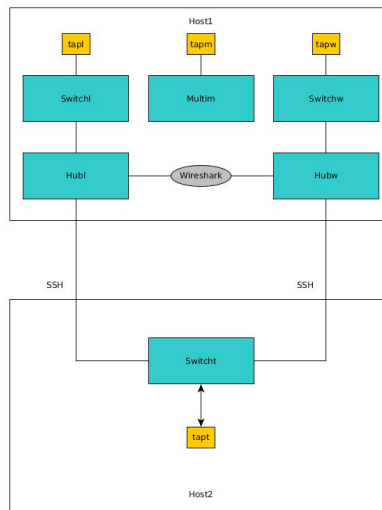 Host1
tapl
tapm
tapw
Switchl
Multim
Switchw
Hubl
Wireshark
Hubw
SSH
SSH
Switcht
tapt
Host2